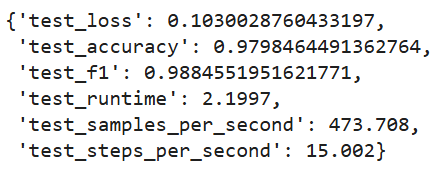 {'test_loss': 0.1030028760433197,
'test_accuracy': 0.9798464491362764,
'test_f1': 0.9884551951621771,
'test_runtime': 2.1997,
'test_samples_per_second': 473.708,
'test_steps_per_second': 15.002}